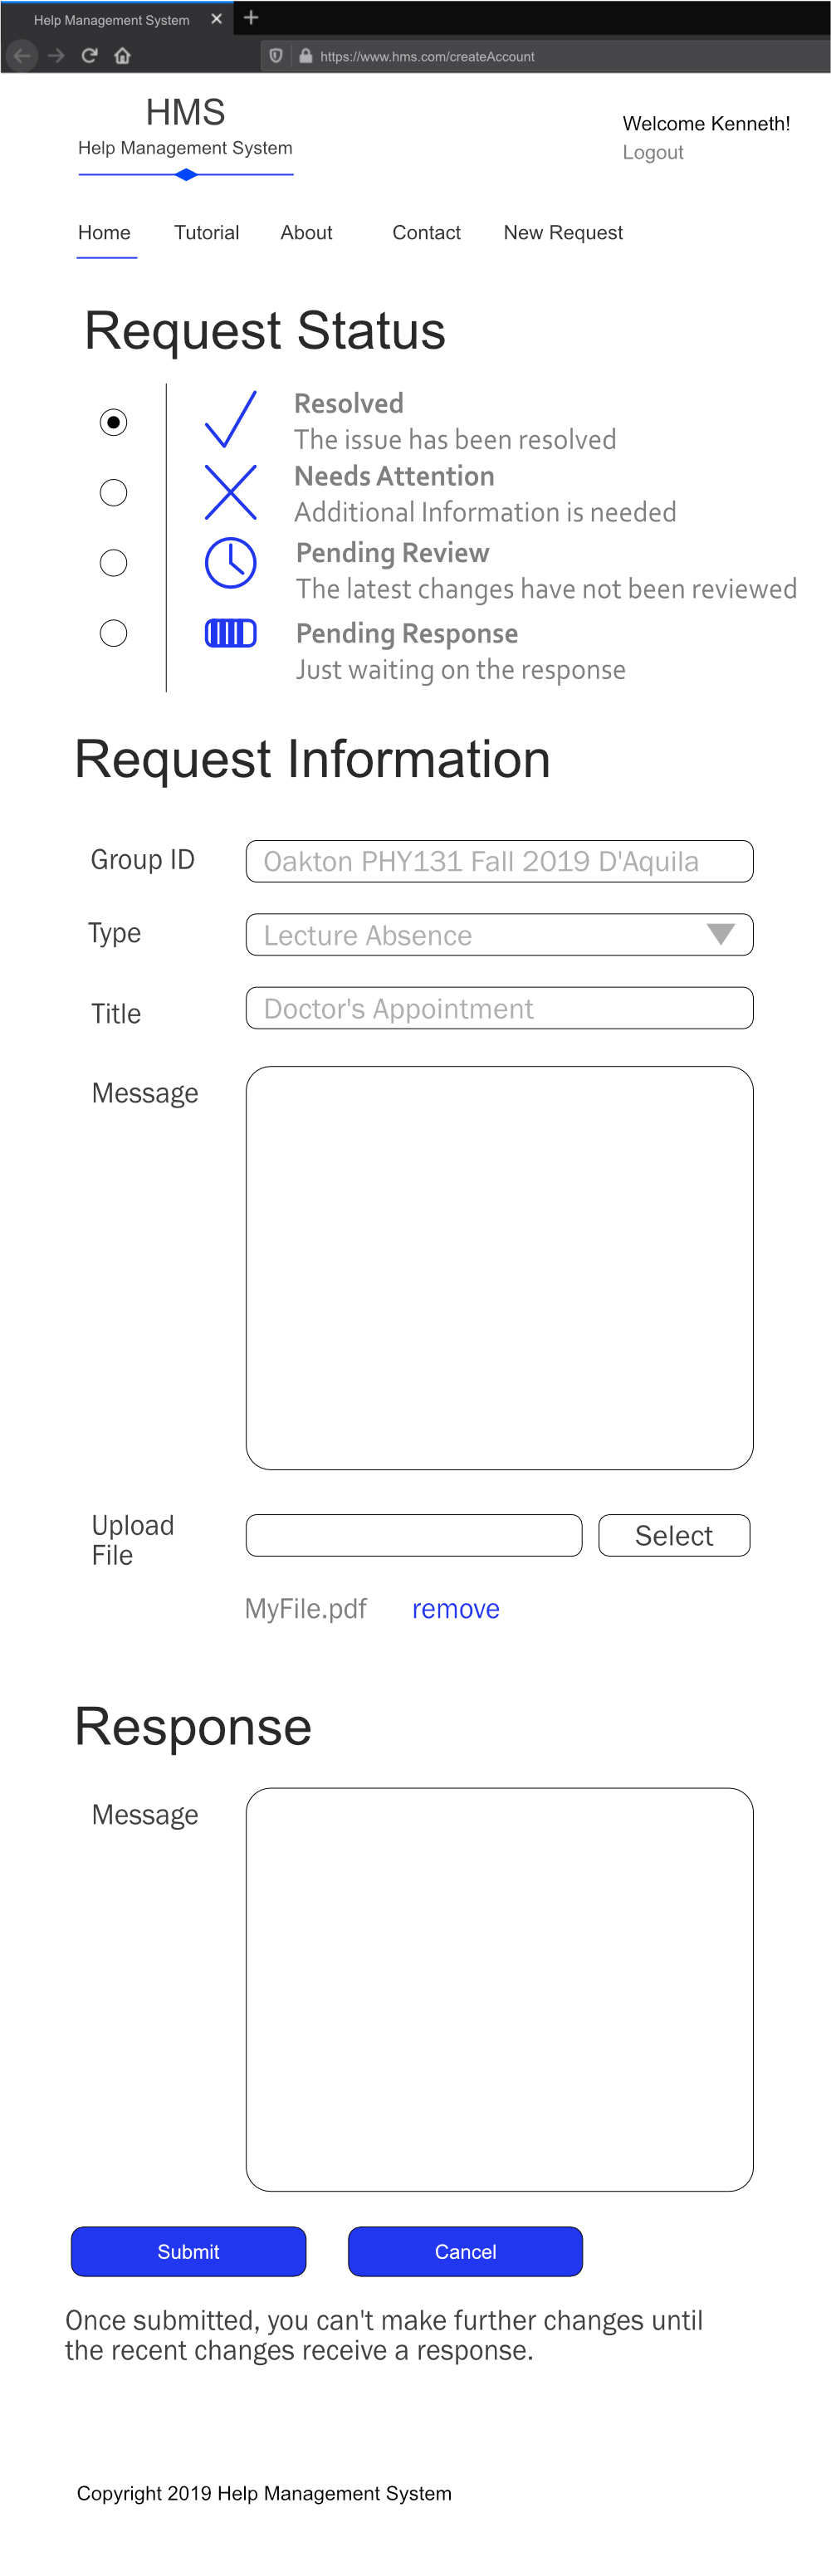 Help Management System
https://www.hms.com/createAccount
HMS
Help Management System
Welcome Kenneth!
Logout
Home Tutorial About Contact New Request
Request Status
Resolved
The issue has been resolved
Needs Attention
Additional Information is needed
Pending Review
The latest changes have not been reviewed
Pending Response
Just waiting on the response
Request Information
Group ID Oakton PHY131 Fall 2019 D'Aquila
Type Lecture Absence
Title Doctor's Appointment
Message
Upload
File
Select
MyFile.pdf remove
Response
Message
Submit Cancel
Once submitted, you can't make further changes until
the recent changes receive a response.
Copyright 2019 Help Management System